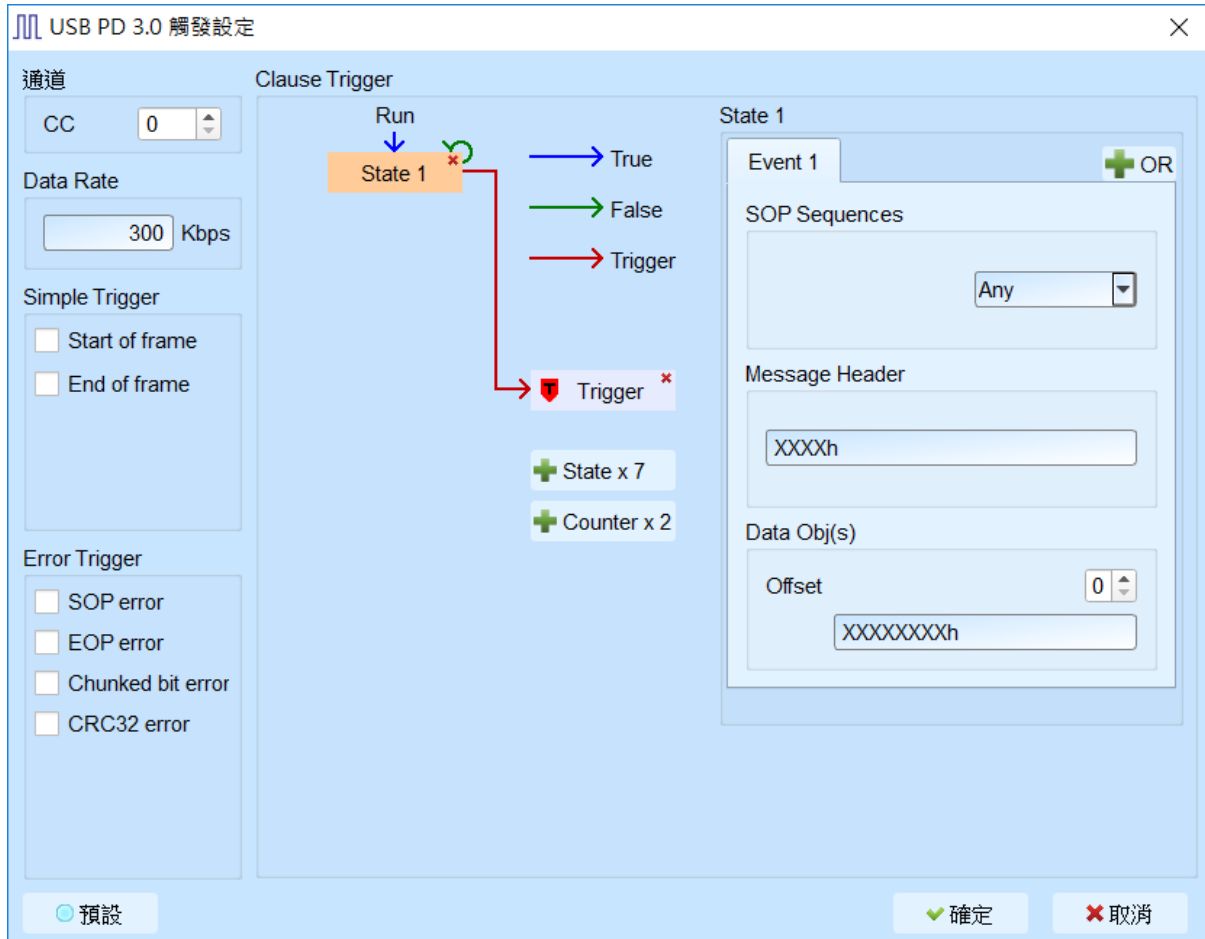 USB PD 3.0 觸發設定
通道
CC 0
Data Rate
300 Kbps
Simple Trigger
Start of frame
End of frame
Error Trigger
SOP error
EOP error
Chunked bit error
CRC32 error
Clause Trigger
Run
State 1
True
False
Trigger
T Trigger
State x 7
Counter x 2
State 1
Event 1
OR
SOP Sequences
Any
Message Header
XXXXh
Data Obj(s)
Offset 0
XXXXXXXXh
預設
確定
取消